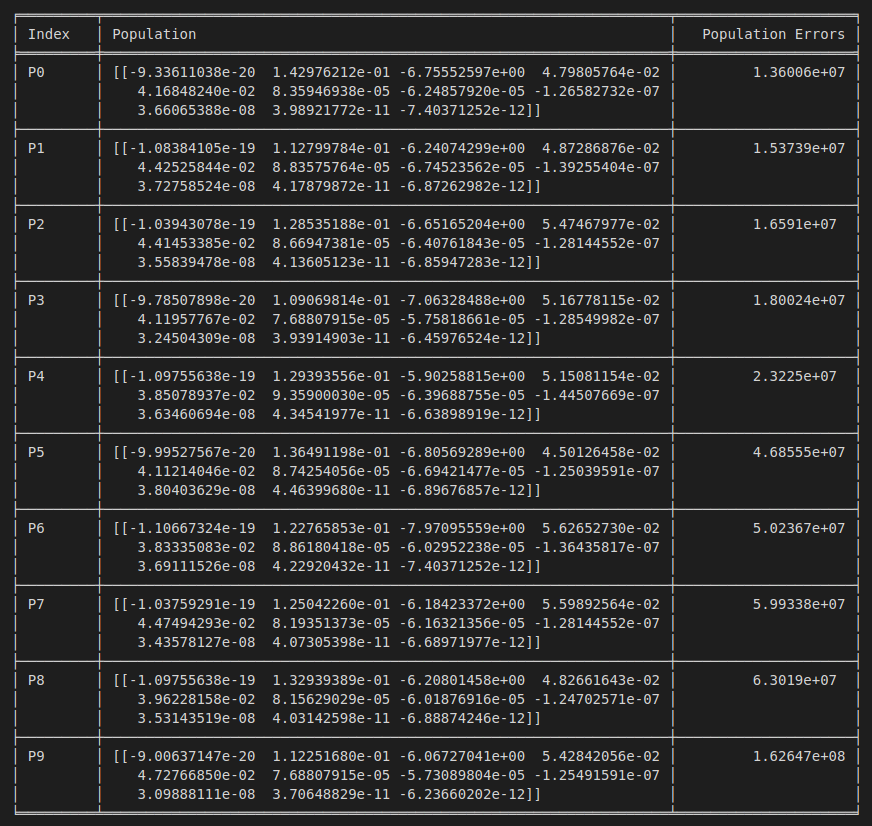 Index Population Population Errors
P0 [[-9.33611038e-20 1.42976212e-01 -6.75552597e+00 4.79805764e-02 1.36006e+07
4.16848240e-02 8.35946938e-05 -6.24857920e-05 -1.26582732e-07
3.66065388e-08 3.98921772e-11 -7.40371252e-12]]
P1 [[-1.08384105e-19 1.12799784e-01 -6.24074299e+00 4.87286876e-02 1.53739e+07
4.42525844e-02 8.83575764e-05 -6.74523562e-05 -1.39255404e-07
3.72758524e-08 4.17879872e-11 -6.87262982e-12]]
P2 [[-1.03943078e-19 1.28535188e-01 -6.65165204e+00 5.47467977e-02 1.6591e+07
4.41453385e-02 8.66947381e-05 -6.40761843e-05 -1.28144552e-07
3.55839478e-08 4.13605123e-11 -6.85947283e-12]]
P3 [[-9.78507898e-20 1.09069814e-01 -7.06328488e+00 5.16778115e-02 1.80024e+07
4.11957767e-02 7.68807915e-05 -5.75818661e-05 -1.28549982e-07
3.24504309e-08 3.93914903e-11 -6.45976524e-12]]
P4 [[-1.09755638e-19 1.29393556e-01 -5.90258815e+00 5.15081154e-02 2.3225e+07
3.85078937e-02 9.35900030e-05 -6.39688755e-05 -1.44507669e-07
3.63460694e-08 4.34541977e-11 -6.63898919e-12]]
P5 [[-9.99527567e-20 1.36491198e-01 -6.80569289e+00 4.50126458e-02 4.68555e+07
4.11214046e-02 8.74254056e-05 -6.69421477e-05 -1.25039591e-07
3.80403629e-08 4.46399680e-11 -6.89676857e-12]]
P6 [[-1.10667324e-19 1.22765853e-01 -7.97095559e+00 5.62652730e-02 5.02367e+07
3.83335083e-02 8.86180418e-05 -6.02952238e-05 -1.36435817e-07
3.69111526e-08 4.22920432e-11 -7.40371252e-12]]
P7 [[-1.03759291e-19 1.25042260e-01 -6.18423372e+00 5.59892564e-02 5.99338e+07
4.47494293e-02 8.19351373e-05 -6.16321356e-05 -1.28144552e-07
3.43578127e-08 4.07305398e-11 -6.68971977e-12]]
P8 [[-1.09755638e-19 1.32939389e-01 -6.20801458e+00 4.82661643e-02 6.3019e+07
3.96228158e-02 8.15629029e-05 -6.01876916e-05 -1.24702571e-07
3.53143519e-08 4.03142598e-11 -6.88874246e-12]]
P9 [[-9.00637147e-20 1.12251680e-01 -6.06727041e+00 5.42842056e-02 1.62647e+08
4.72766850e-02 7.68807915e-05 -5.73089804e-05 -1.25491591e-07
3.09888111e-08 3.70648829e-11 -6.23660202e-12]]